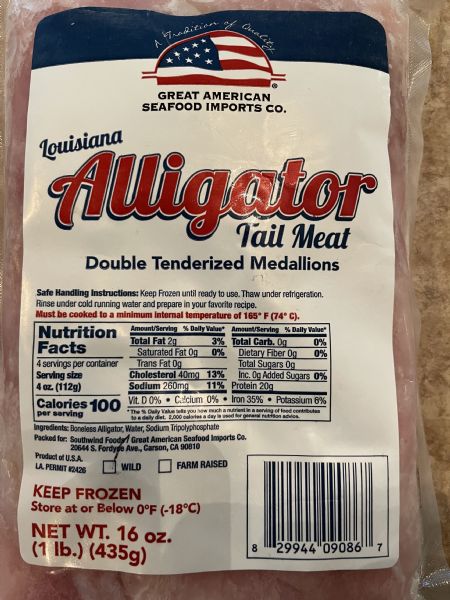 A Tradition of Quality
GREAT AMERICAN
SEAFOOD IMPORTS CO.
®
Louisiana
Alligator
Tail Meat
Double Tenderized Medallions
Safe Handling Instructions: Keep Frozen until ready to use. Thaw under refrigeration.
Rinse under cold running water and prepare in your favorite recipe.
Must be cooked to a minimum internal temperature of 165° F (74° C).
Nutrition
Facts
4 servings per container
Serving size
4 oz. (112g)
Calories 100
per serving
Amount/Serving % Daily Value*
Total Fat 2g 3%
Saturated Fat 0g 0%
Trans Fat 0g
Cholesterol 40mg 13%
Sodium 260mg 11%
Amount/Serving % Daily Value*
Total Carb. 0g 0%
Dietary Fiber 0g 0%
Total Sugars 0g
Inc. 0g Added Sugars 0%
Protein 20g
Vit. D 0% • Calcium 0% • Iron 35% • Potassium 6%
*The % Daily Value tells you how much a nutrient in a serving of food contributes
to a daily diet. 2,000 calories a day is used for general nutrition advice.
Ingredients: Boneless Alligator, Water, Sodium Tripolyphosphate
Packed for: Southwind Foods/ Great American Seafood Imports Co.
20644 S. Fordyce Ave., Carson, CA 90810
Product of U.S.A.
LA. PERMIT #2426
WILD
FARM RAISED
KEEP FROZEN
Store at or Below 0°F (-18°C)
NET WT. 16 oz.
(1 lb.) (435g)
8 29944 09086 7